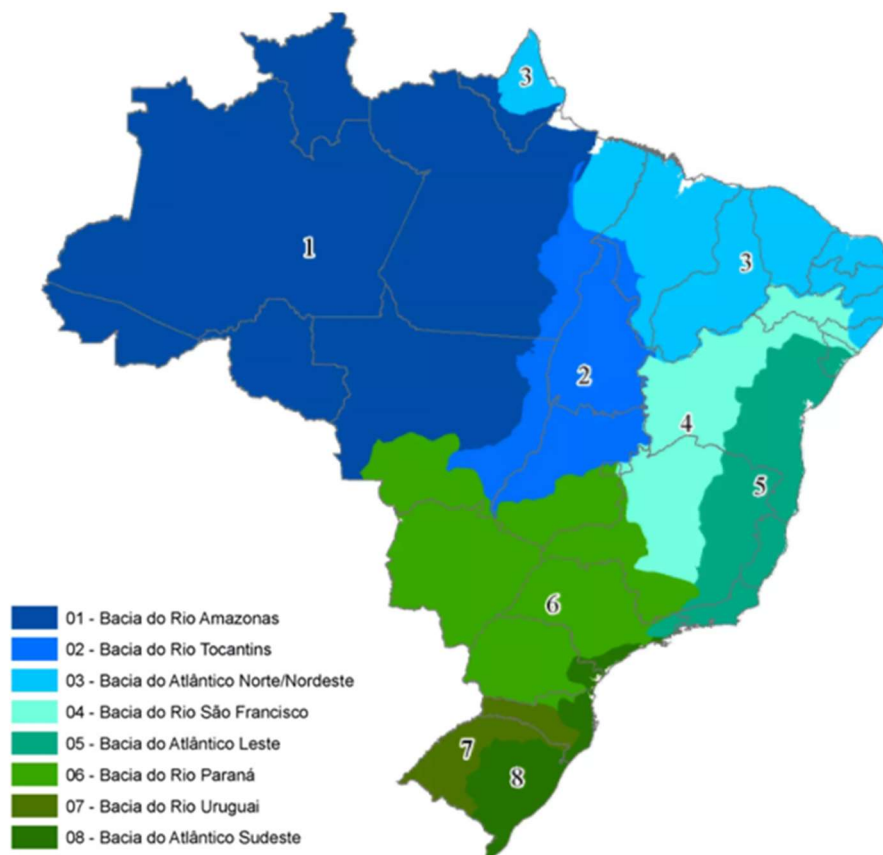 3
1
3
2
4
5
6
7
8
01 - Bacia do Rio Amazonas
02 - Bacia do Rio Tocantins
03 - Bacia do Atlântico Norte/Nordeste
04 - Bacia do Rio São Francisco
05 - Bacia do Atlântico Leste
06 - Bacia do Rio Paraná
07 - Bacia do Rio Uruguai
08 - Bacia do Atlântico Sudeste